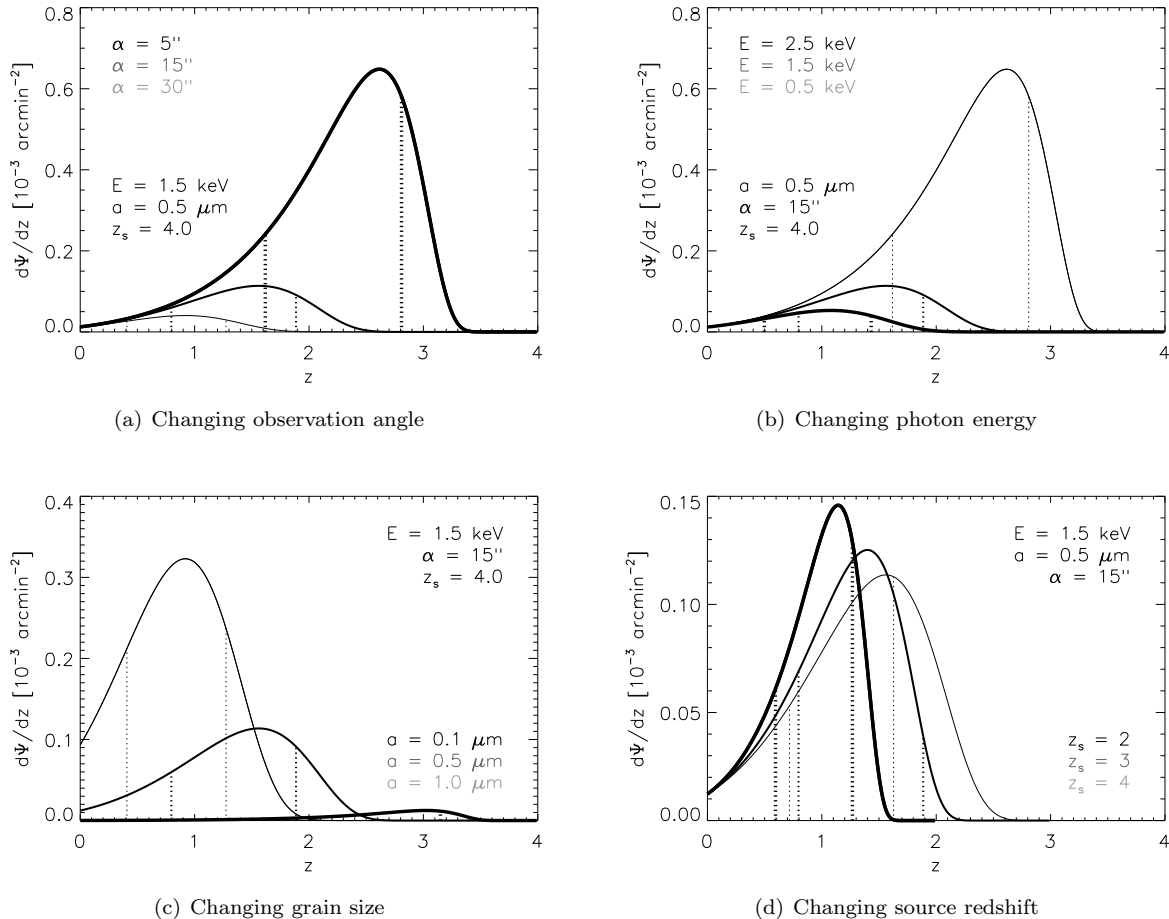 0.8
0.6
0.4
0.2
0.0
dΨ/dz [10⁻³ arcmin⁻²]
α = 5"
α = 15"
α = 30"
E = 1.5 keV
a = 0.5 μm
zₛ = 4.0
0 1 2 3 4
z
(a) Changing observation angle
0.8
0.6
0.4
0.2
0.0
dΨ/dz [10⁻³ arcmin⁻²]
E = 2.5 keV
E = 1.5 keV
E = 0.5 keV
a = 0.5 μm
α = 15"
zₛ = 4.0
0 1 2 3 4
z
(b) Changing photon energy
0.4
0.3
0.2
0.1
0.0
dΨ/dz [10⁻³ arcmin⁻²]
E = 1.5 keV
α = 15"
zₛ = 4.0
a = 0.1 μm
a = 0.5 μm
a = 1.0 μm
0 1 2 3 4
z
(c) Changing grain size
0.15
0.10
0.05
0.00
dΨ/dz [10⁻³ arcmin⁻²]
E = 1.5 keV
a = 0.5 μm
α = 15"
zₛ = 2
zₛ = 3
zₛ = 4
0 1 2 3 4
z
(d) Changing source redshift